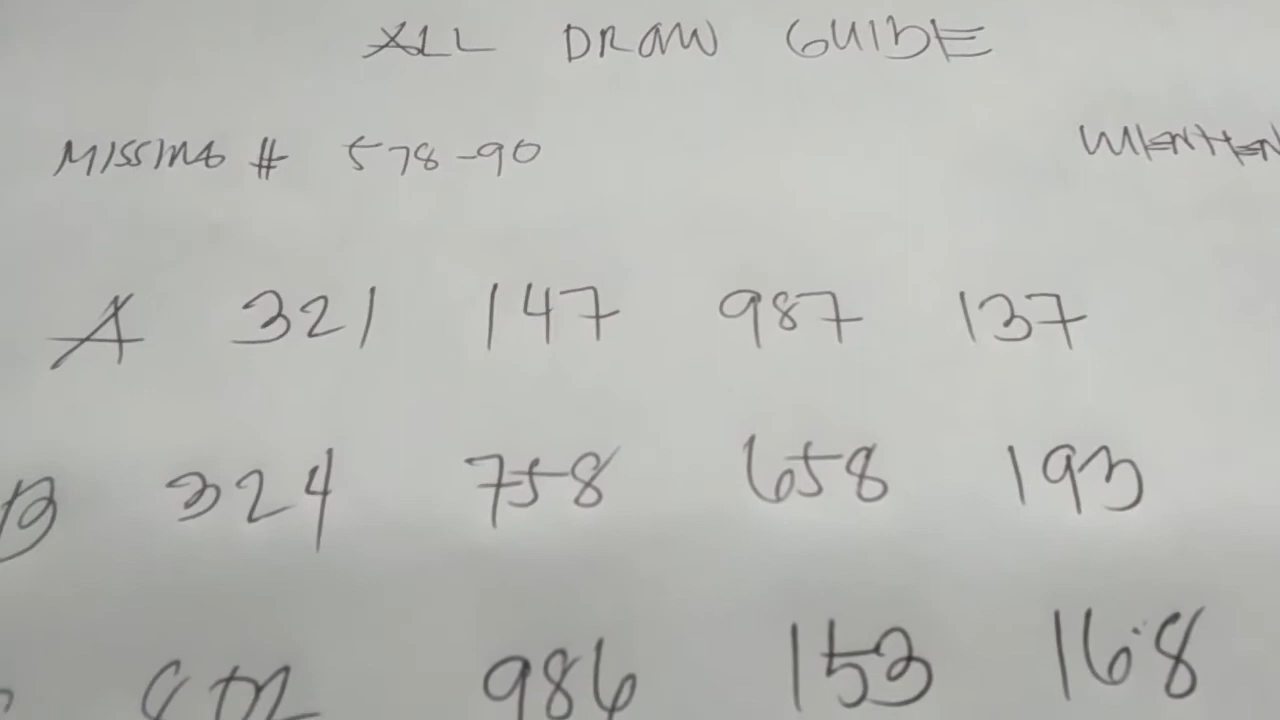 ALL DRAW GUIDE
MISSING # 578-90
A 321 147 987 137
B 324 758 658 193
986 153 168